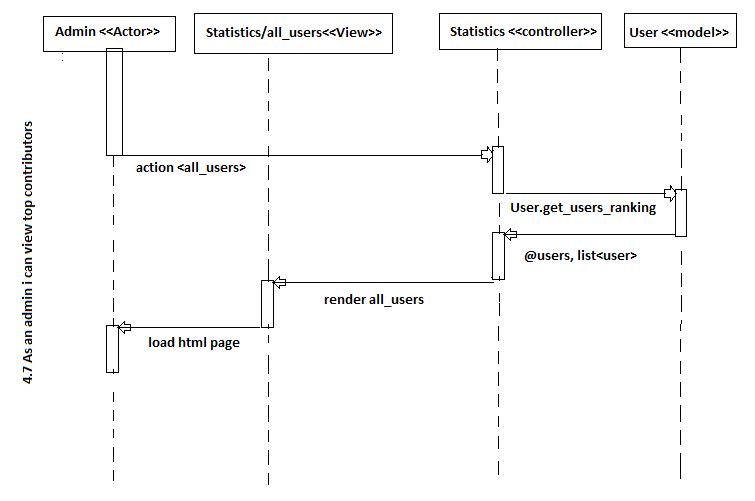 Admin <<Actor>>
Statistics/all_users<<View>>
Statistics <<controller>>
User <<model>>
4.7 As an admin i can view top contributors
action <all_users>
User.get_users_ranking
@users, list<user>
render all_users
load html page